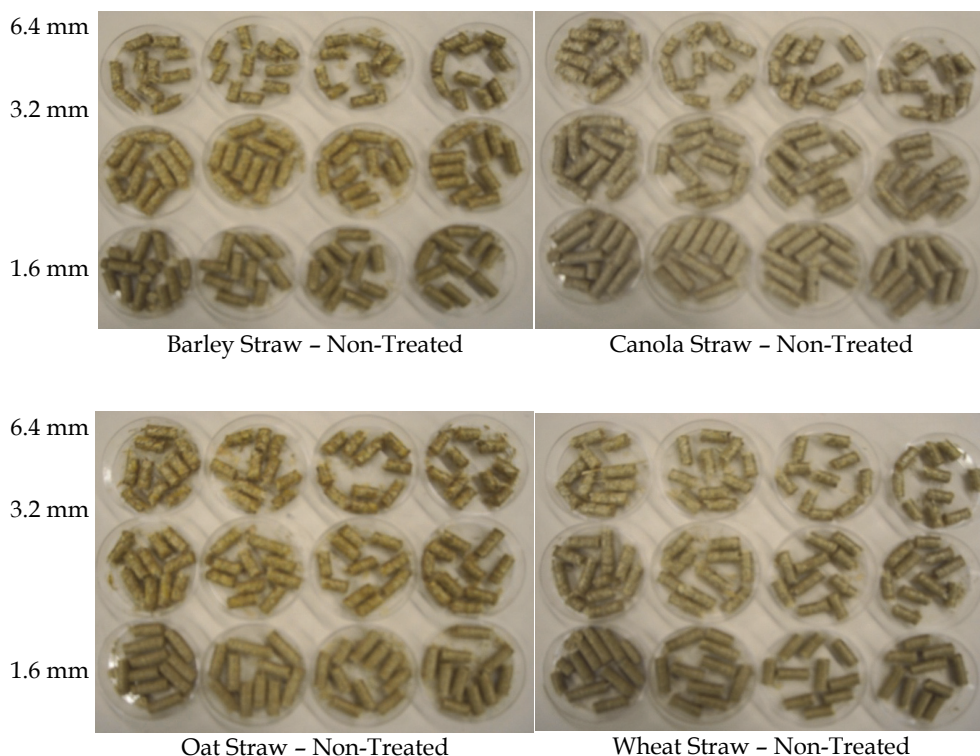 6.4 mm
3.2 mm
1.6 mm
Barley Straw – Non-Treated
Canola Straw – Non-Treated
6.4 mm
3.2 mm
1.6 mm
Oat Straw – Non-Treated
Wheat Straw – Non-Treated